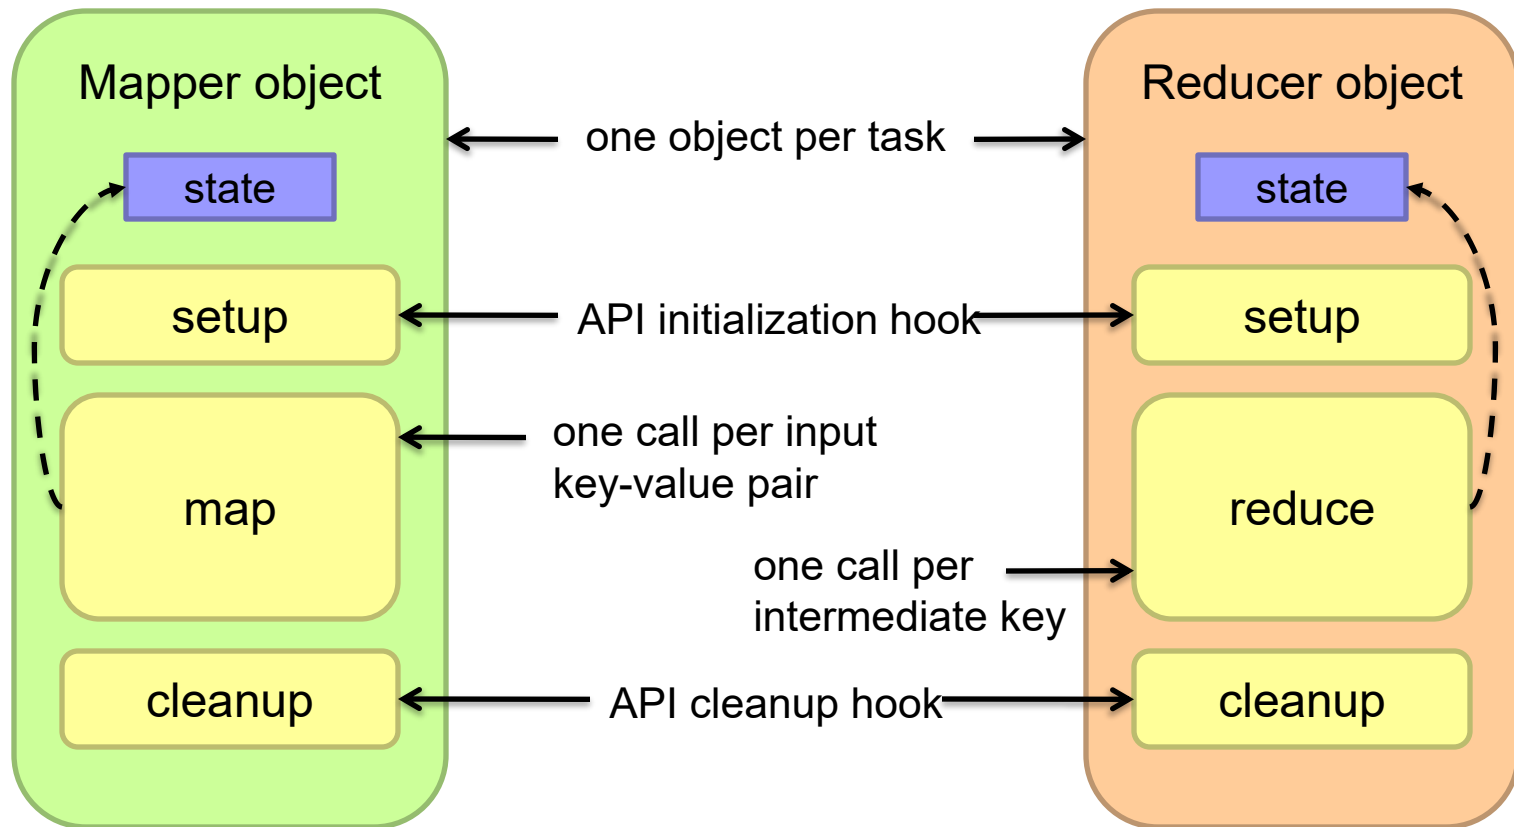 Mapper object
Reducer object
one object per task
state
state
setup
API initialization hook
setup
one call per input
key-value pair
map
reduce
one call per
intermediate key
cleanup
API cleanup hook
cleanup